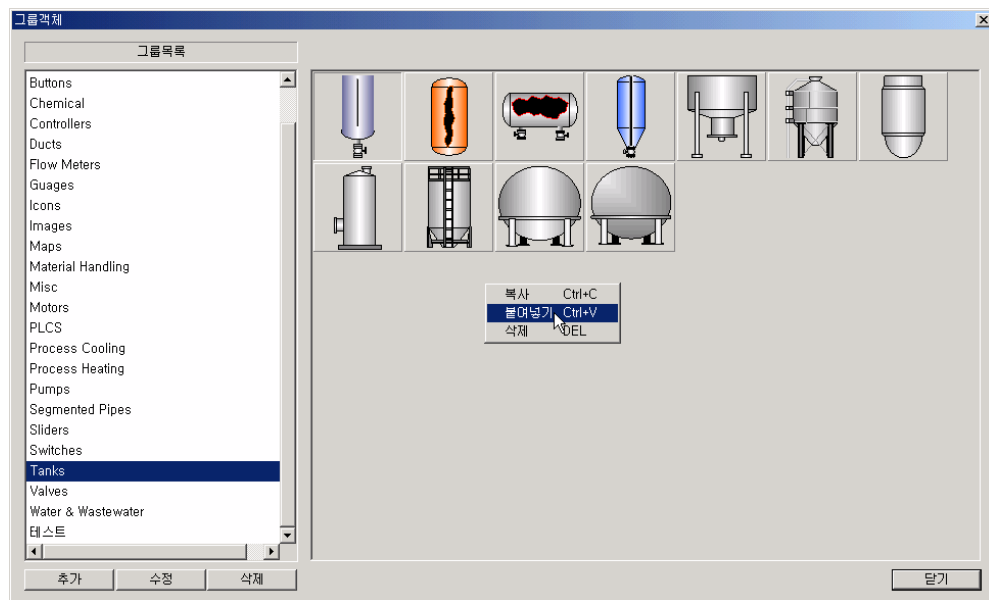 그룹객체
그룹목록
Buttons
Chemical
Controllers
Ducts
Flow Meters
Guages
Icons
Images
Maps
Material Handling
Misc
Motors
PLCS
Process Cooling
Process Heating
Pumps
Segmented Pipes
Sliders
Switches
Tanks
Valves
Water & Wastewater
테스트
복사 Ctrl+C
붙여넣기 Ctrl+V
삭제 DEL
추가 수정 삭제 닫기